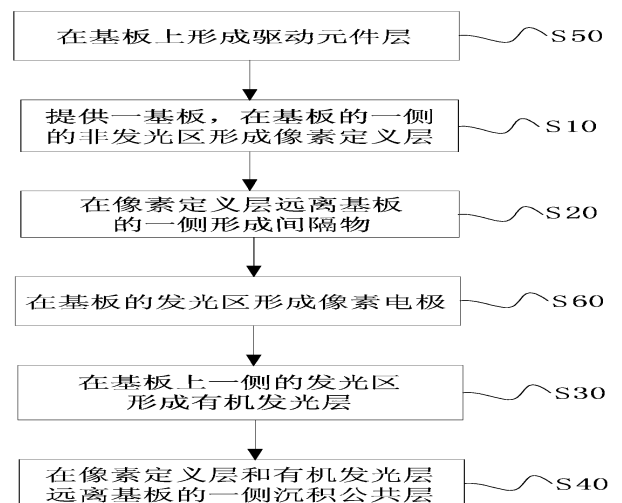 在基板上形成驱动元件层
S50
提供一基板，在基板的一侧
的非发光区形成像素定义层
S10
在像素定义层远离基板
的一侧形成间隔物
S20
在基板的发光区形成像素电极
S60
在基板上一侧的发光区
形成有机发光层
S30
在像素定义层和有机发光层
远离基板的一侧沉积公共层
S40